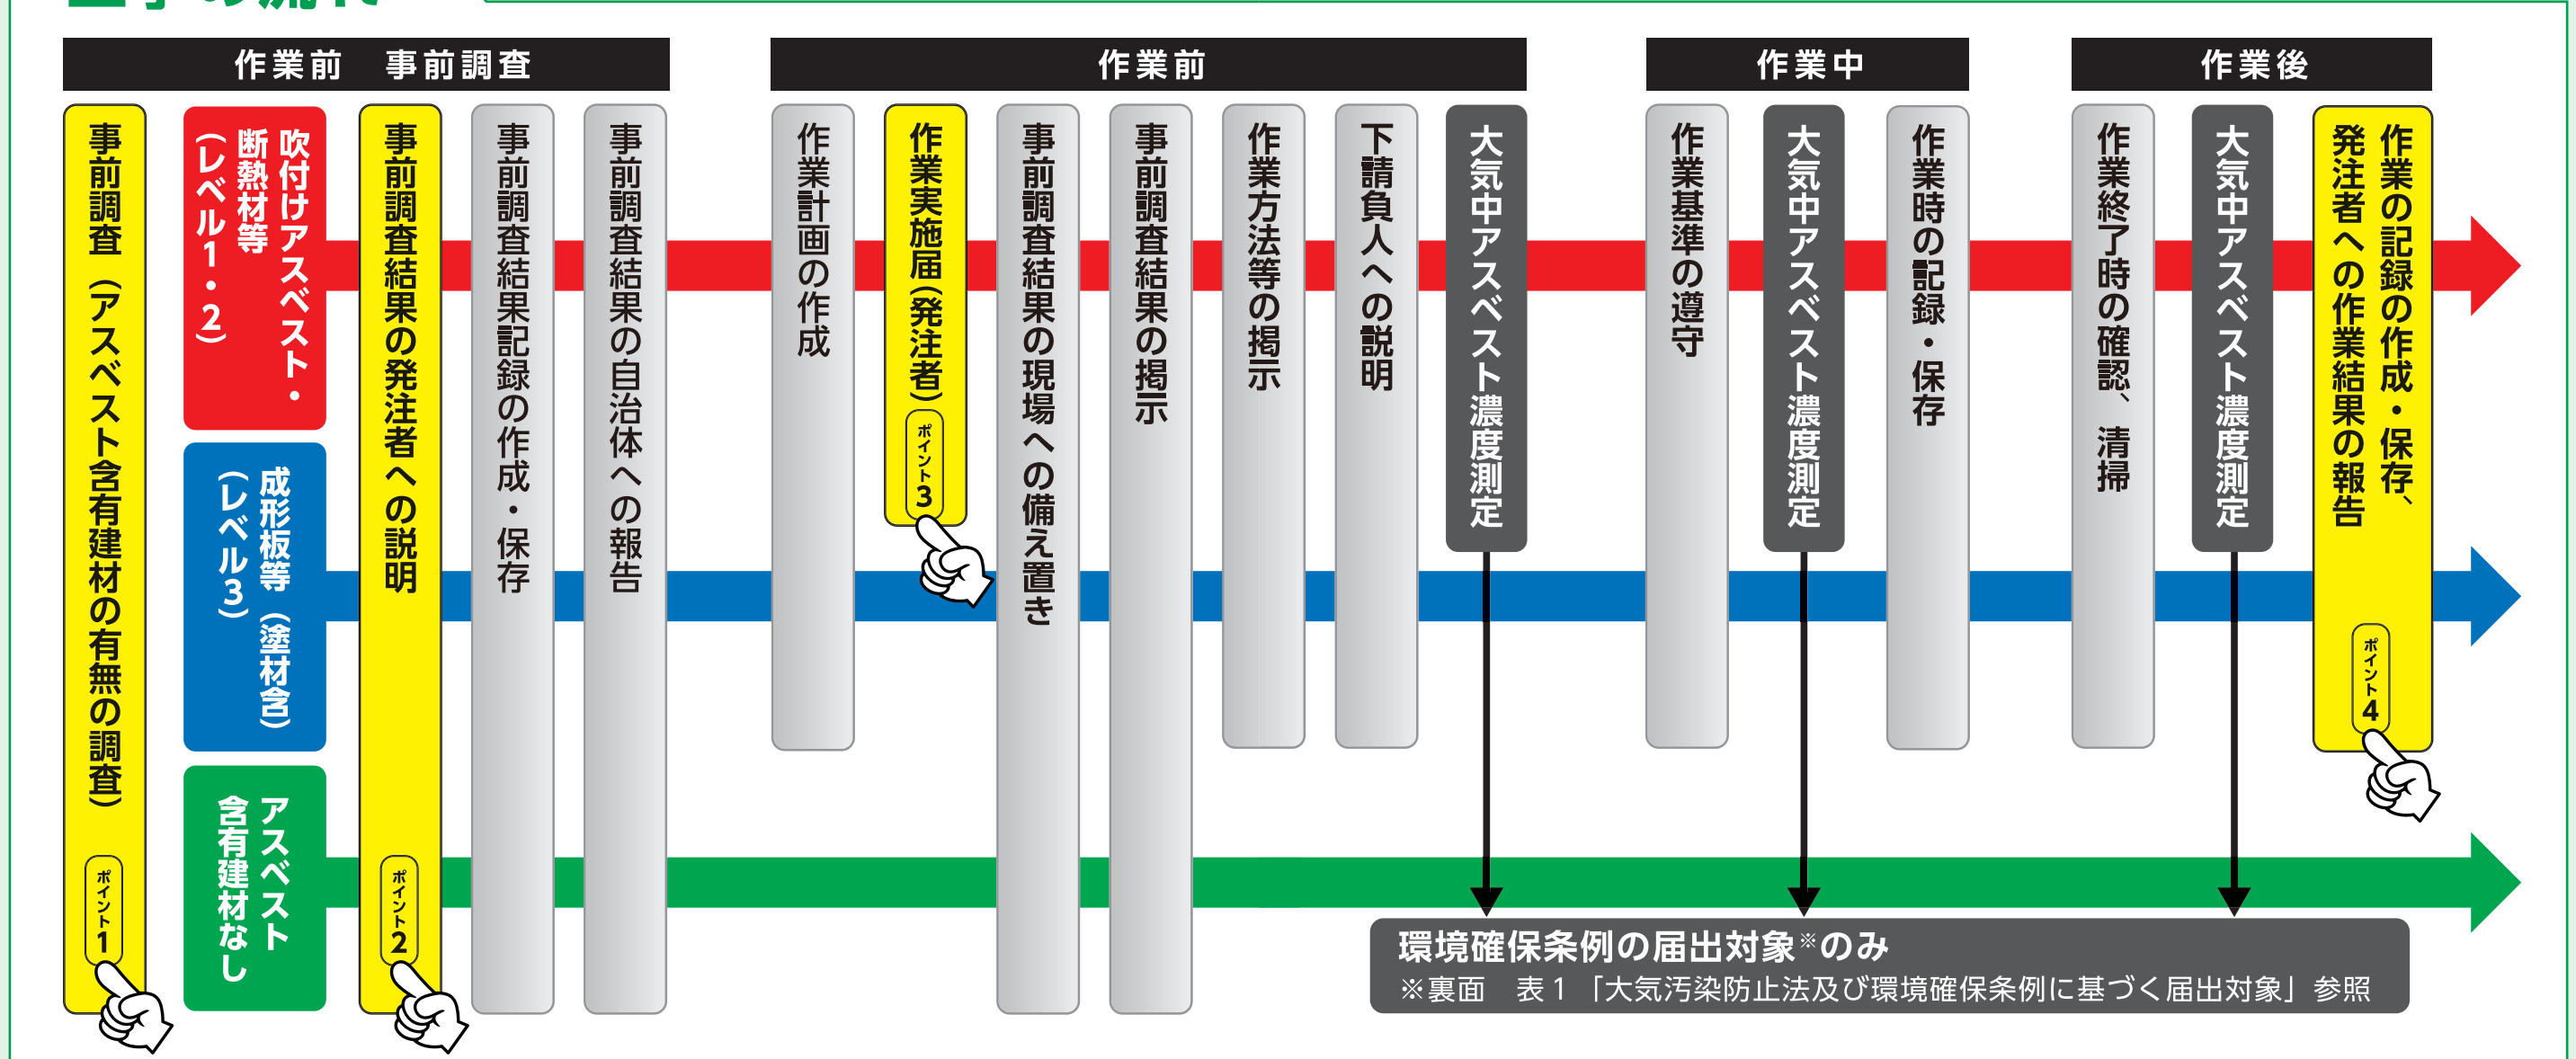 工事の流れ
作業前　事前調査
事前調査（アスベスト含有建材の有無の調査）
ポイント1
吹付けアスベスト・
断熱材等
（レベル1・2）
成形板等（塗材含）
（レベル3）
アスベスト
含有建材なし
事前調査結果の発注者への説明
ポイント2
事前調査結果記録の作成・保存
事前調査結果の自治体への報告
作業前
作業計画の作成
作業実施届（発注者）
ポイント3
事前調査結果の現場への備え置き
事前調査結果の掲示
作業方法等の掲示
下請負人への説明
大気中アスベスト濃度測定
作業中
作業基準の遵守
大気中アスベスト濃度測定
作業時の記録・保存
作業後
作業終了時の確認、清掃
大気中アスベスト濃度測定
作業の記録の作成・保存、
発注者への作業結果の報告
ポイント4
環境確保条例の届出対象※のみ
※裏面　表1「大気汚染防止法及び環境確保条例に基づく届出対象」参照